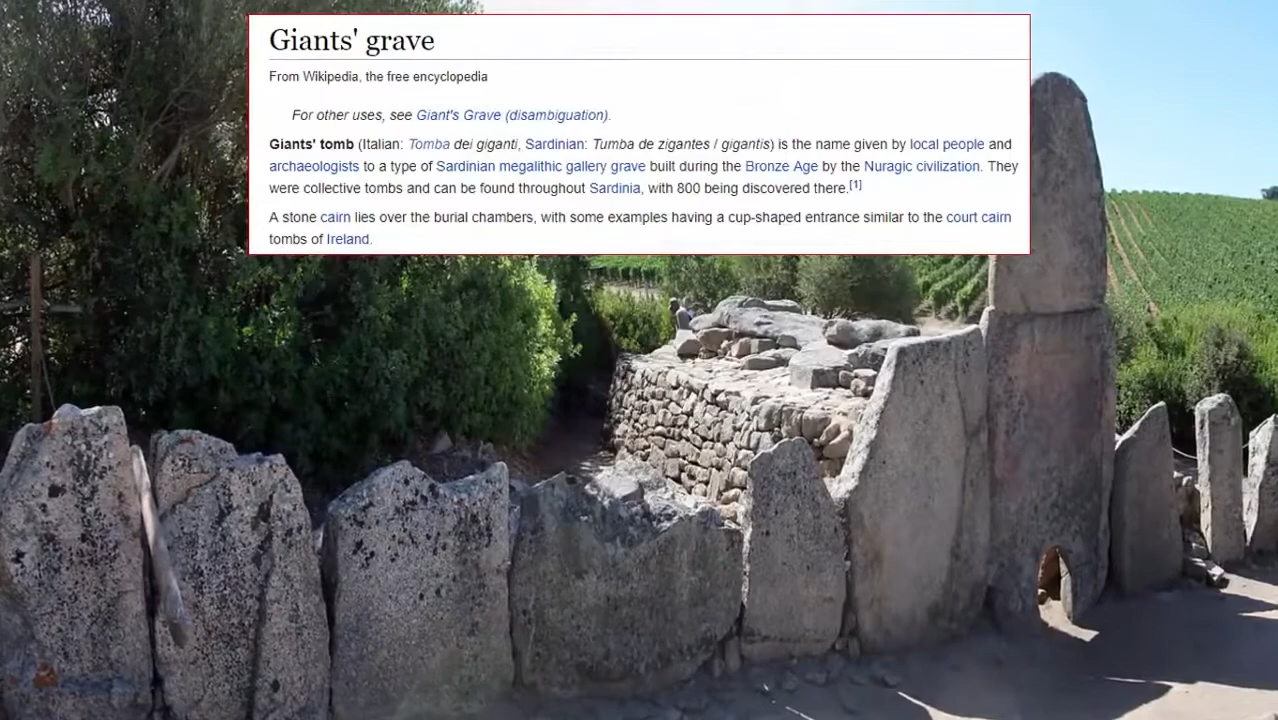 Giants' grave
From Wikipedia, the free encyclopedia
For other uses, see Giant's Grave (disambiguation).
Giants' tomb (Italian: Tomba dei giganti, Sardinian: Tumba de zigantes / gigantis) is the name given by local people and
archaeologists to a type of Sardinian megalithic gallery grave built during the Bronze Age by the Nuragic civilization. They
were collective tombs and can be found throughout Sardinia, with 800 being discovered there.[1]
A stone cairn lies over the burial chambers, with some examples having a cup-shaped entrance similar to the court cairn
tombs of Ireland.